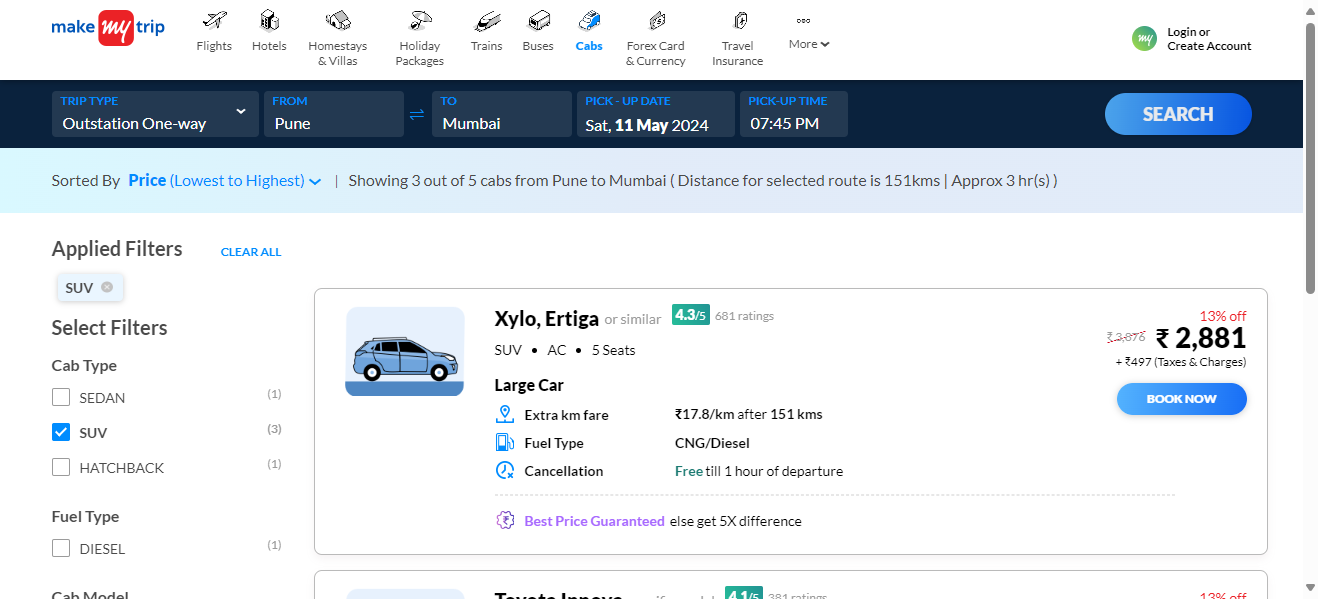 make my trip
Flights
Hotels
Homestays
& Villas
Holiday
Packages
Trains
Buses
Cabs
Forex Card
& Currency
Travel
Insurance
More
my
Login or
Create Account
TRIP TYPE
Outstation One-way
FROM
Pune
TO
Mumbai
PICK - UP DATE
Sat, 11 May 2024
PICK-UP TIME
07:45 PM
SEARCH
Sorted By Price (Lowest to Highest) | Showing 3 out of 5 cabs from Pune to Mumbai ( Distance for selected route is 151kms | Approx 3 hr(s) )
Applied Filters
CLEAR ALL
SUV
Select Filters
Cab Type
SEDAN (1)
SUV (3)
HATCHBACK (1)
Fuel Type
DIESEL (1)
Cab Model
Xylo, Ertiga or similar 4.3/5 681 ratings
SUV • AC • 5 Seats
Large Car
Extra km fare ₹17.8/km after 151 kms
Fuel Type CNG/Diesel
Cancellation Free till 1 hour of departure
Best Price Guaranteed else get 5X difference
13% off
₹ 3,876 ₹ 2,881
+ ₹497 (Taxes & Charges)
BOOK NOW
Toyota Innova 4.1/5 381 ratings
13% off